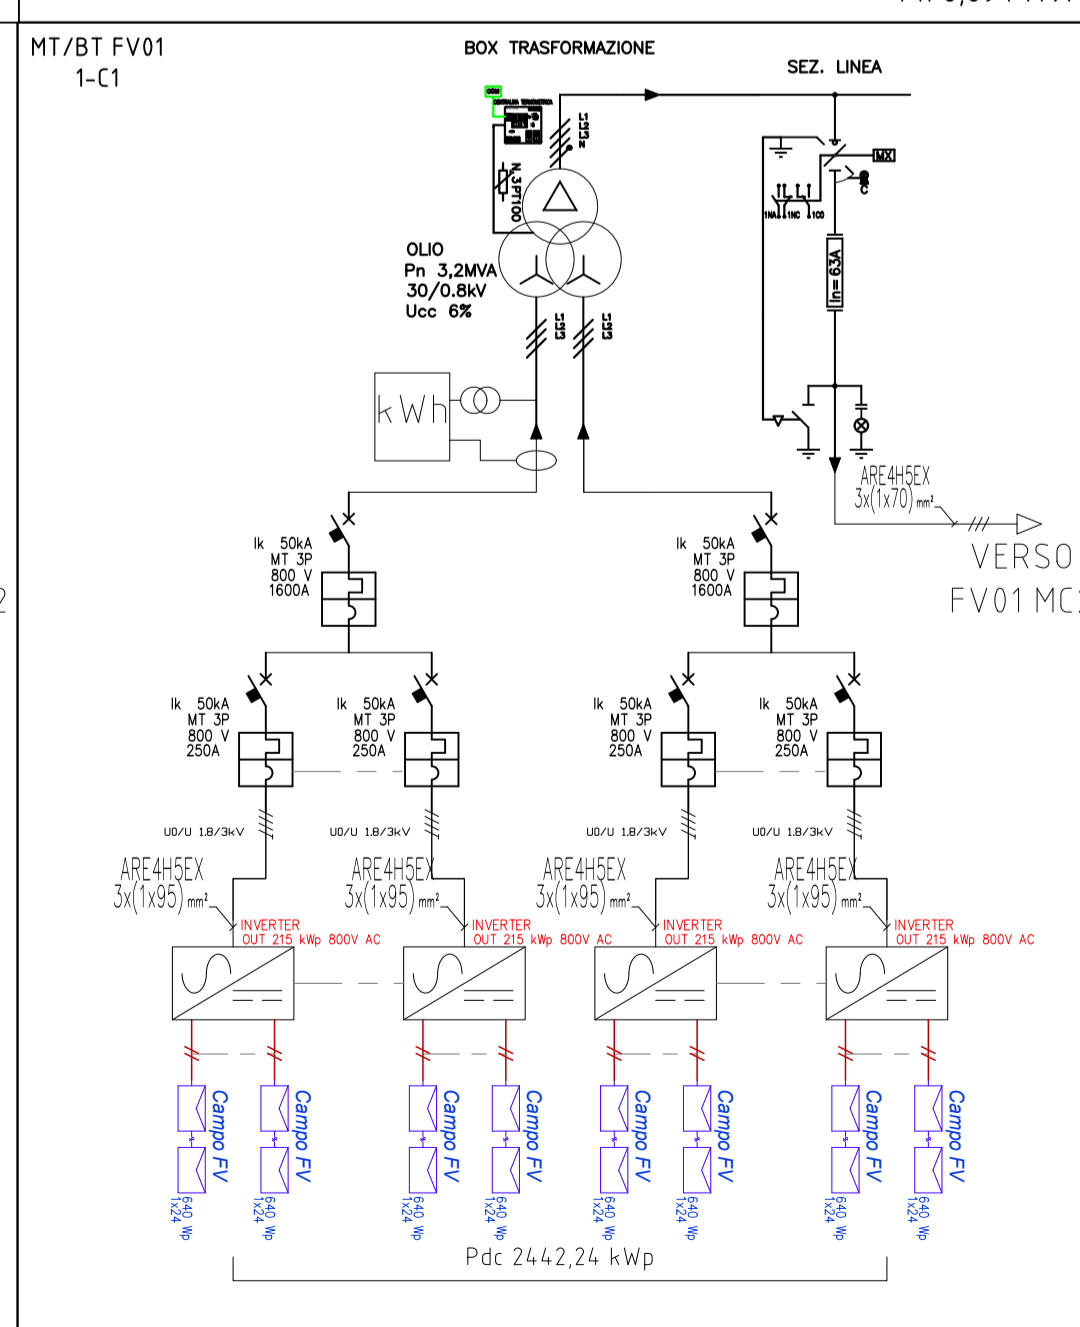 MT/BT FV01
1-C1
BOX TRASFORMAZIONE
SEZ. LINEA
COM
CENTRALINA TERMOMETRICA
N.3PT100
MX
1NA
1NC
1CO
In= 63A
OLIO
Pn 3,2MVA
30/0.8kV
Ucc 6%
kWh
ARE4H5EX
3x(1x70) mm²
VERSO
Ik 50kA
MT 3P
800 V
1600A
Ik 50kA
MT 3P
800 V
1600A
Ik 50kA
MT 3P
800 V
250A
Ik 50kA
MT 3P
800 V
250A
Ik 50kA
MT 3P
800 V
250A
Ik 50kA
MT 3P
800 V
250A
U0/U 1.8/3kV
U0/U 1.8/3kV
U0/U 1.8/3kV
U0/U 1.8/3kV
ARE4H5EX
3x(1x95) mm²
ARE4H5EX
3x(1x95) mm²
ARE4H5EX
3x(1x95) mm²
ARE4H5EX
3x(1x95) mm²
INVERTER
OUT 215 kWp 800V AC
INVERTER
OUT 215 kWp 800V AC
INVERTER
OUT 215 kWp 800V AC
INVERTER
OUT 215 kWp 800V AC
Campo FV
Campo FV
Campo FV
Campo FV
Campo FV
Campo FV
Campo FV
Campo FV
640 Wp
1x24
640 Wp
1x24
640 Wp
1x24
640 Wp
1x24
640 Wp
1x24
640 Wp
1x24
640 Wp
1x24
640 Wp
1x24
Pdc 2442,24 kWp